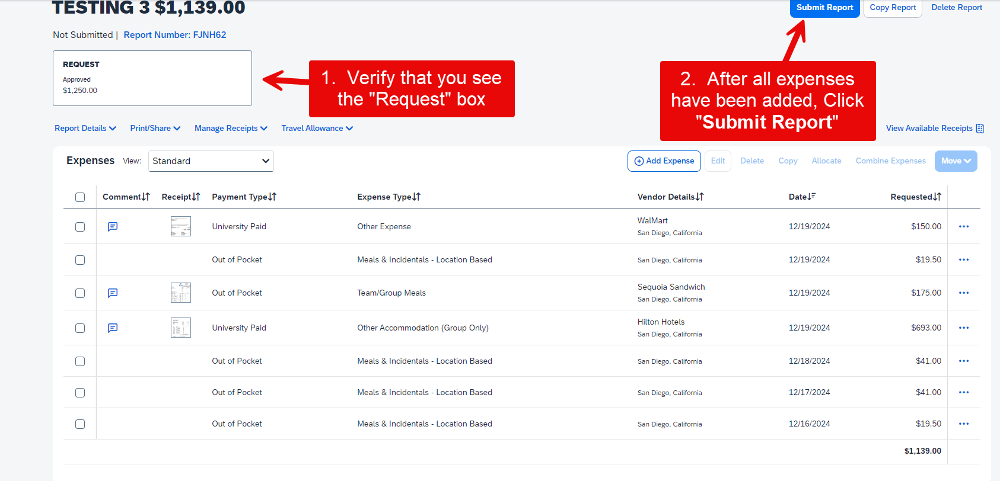 TESTING 3 $1,139.00
Submit Report Copy Report Delete Report
Not Submitted | Report Number: FJNH62
REQUEST
Approved
$1,250.00
1. Verify that you see
the "Request" box
2. After all expenses
have been added, Click
"Submit Report"
Report Details Print/Share Manage Receipts Travel Allowance View Available Receipts
Expenses View: Standard Add Expense Edit Delete Copy Allocate Combine Expenses Move
Comment Receipt Payment Type Expense Type Vendor Details Date Requested
University Paid Other Expense WalMart 12/19/2024 $150.00
San Diego, California
Out of Pocket Meals & Incidentals - Location Based San Diego, California 12/19/2024 $19.50
Out of Pocket Team/Group Meals Sequoia Sandwich 12/19/2024 $175.00
San Diego, California
University Paid Other Accommodation (Group Only) Hilton Hotels 12/19/2024 $693.00
San Diego, California
Out of Pocket Meals & Incidentals - Location Based San Diego, California 12/18/2024 $41.00
Out of Pocket Meals & Incidentals - Location Based San Diego, California 12/17/2024 $41.00
Out of Pocket Meals & Incidentals - Location Based San Diego, California 12/16/2024 $19.50
$1,139.00